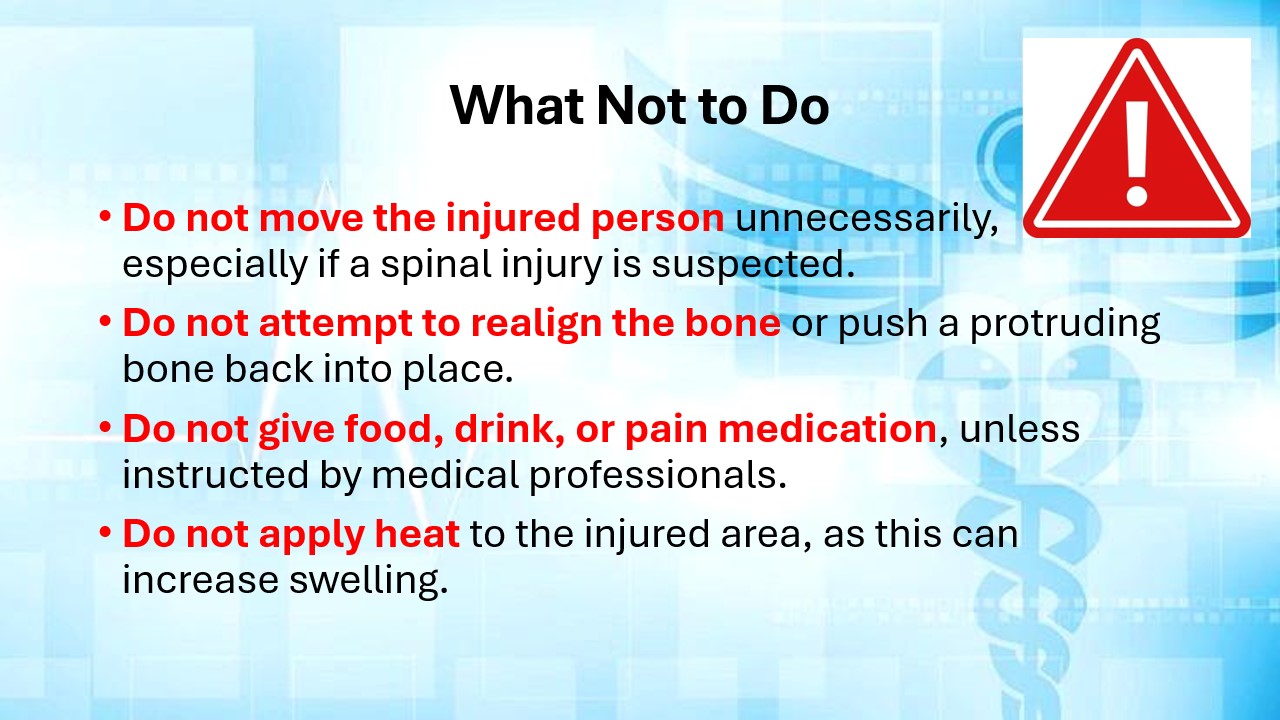 What Not to Do
• Do not move the injured person unnecessarily,
especially if a spinal injury is suspected.
• Do not attempt to realign the bone or push a protruding
bone back into place.
• Do not give food, drink, or pain medication, unless
instructed by medical professionals.
• Do not apply heat to the injured area, as this can
increase swelling.